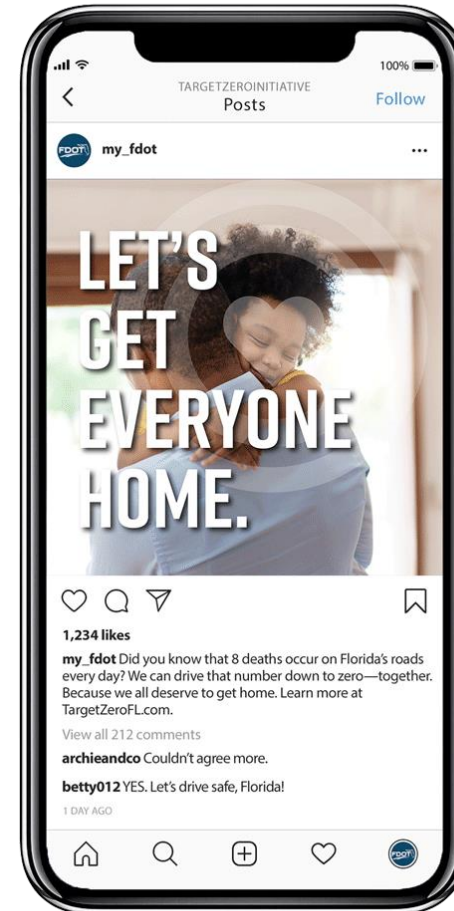 100%
TARGETZEROINITIATIVE
Posts
Follow
FDOT
my_fdot
LET'S
GET
EVERYONE
HOME.
1,234 likes
my_fdot Did you know that 8 deaths occur on Florida's roads
every day? We can drive that number down to zero—together.
Because we all deserve to get home. Learn more at
TargetZeroFL.com.
View all 212 comments
archieandco Couldn't agree more.
betty012 YES. Let's drive safe, Florida!
1 DAY AGO
FDOT